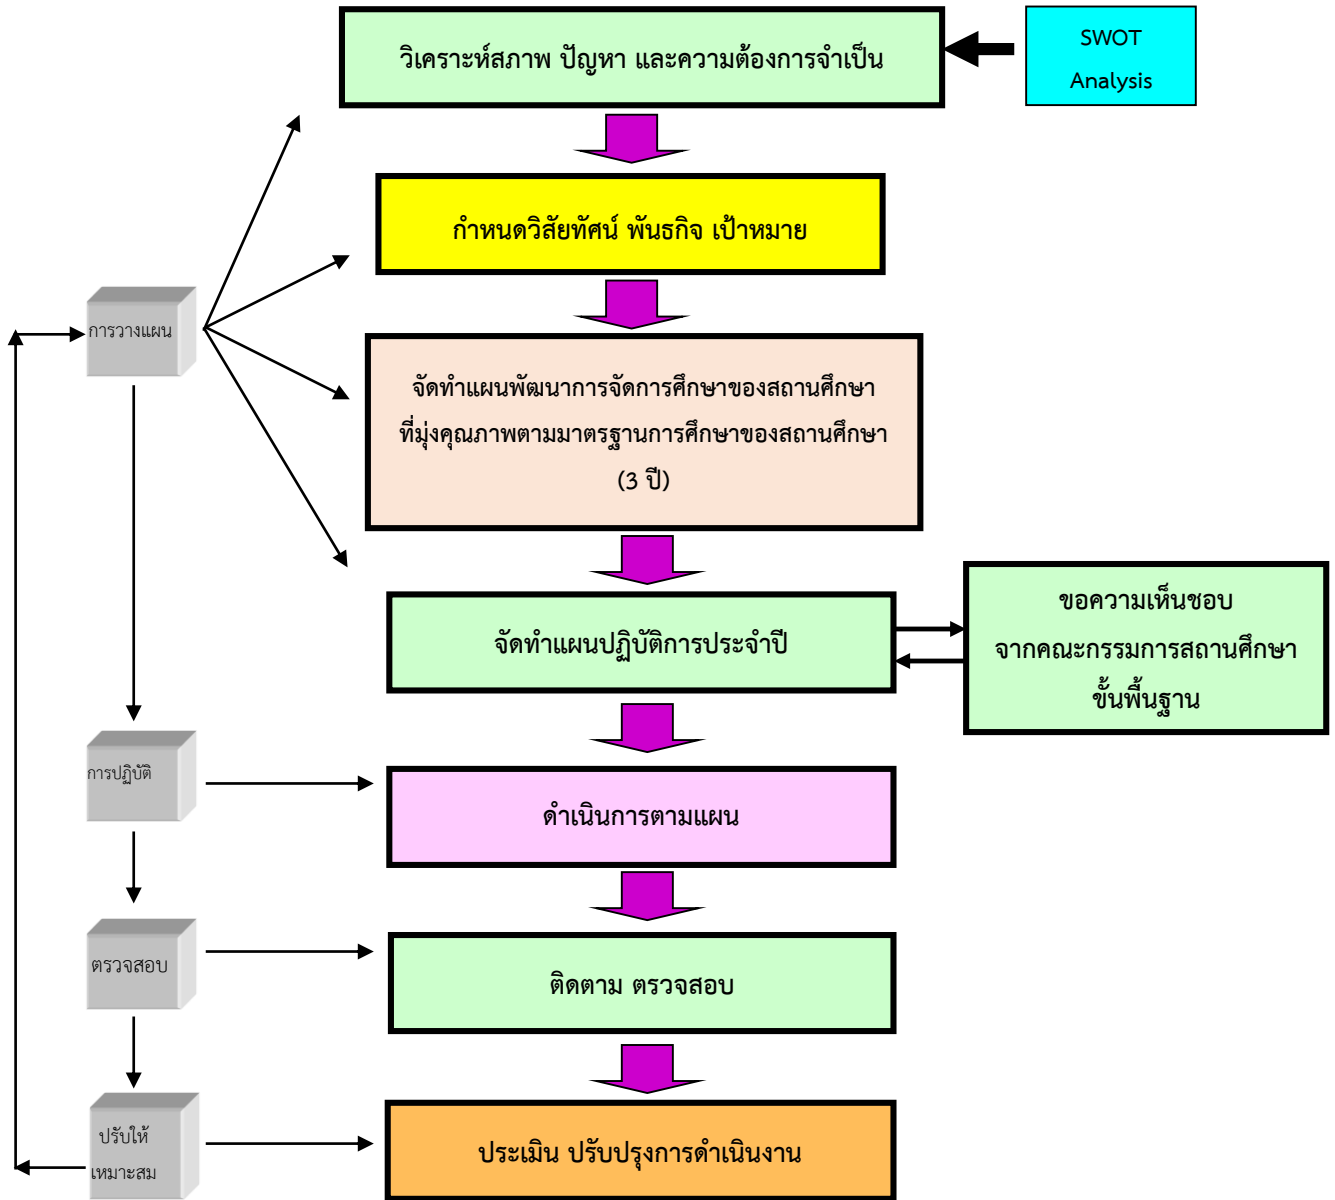 วิเคราะห์สภาพ ปัญหา และความต้องการจำเป็น
SWOT
Analysis
กำหนดวิสัยทัศน์ พันธกิจ เป้าหมาย
การวางแผน
จัดทำแผนพัฒนาการจัดการศึกษาของสถานศึกษา
ที่มุ่งคุณภาพตามมาตรฐานการศึกษาของสถานศึกษา
(3 ปี)
จัดทำแผนปฏิบัติการประจำปี
ขอความเห็นชอบ
จากคณะกรรมการสถานศึกษา
ขั้นพื้นฐาน
การปฏิบัติ
ดำเนินการตามแผน
ตรวจสอบ
ติดตาม ตรวจสอบ
ปรับให้
เหมาะสม
ประเมิน ปรับปรุงการดำเนินงาน